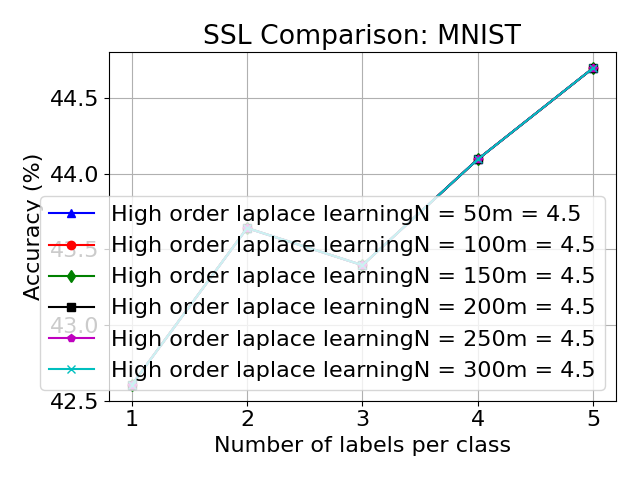 SSL Comparison: MNIST
Accuracy (%)
44.5
44.0
43.5
43.0
42.5
High order laplace learningN = 50m = 4.5
High order laplace learningN = 100m = 4.5
High order laplace learningN = 150m = 4.5
High order laplace learningN = 200m = 4.5
High order laplace learningN = 250m = 4.5
High order laplace learningN = 300m = 4.5
1 2 3 4 5
Number of labels per class